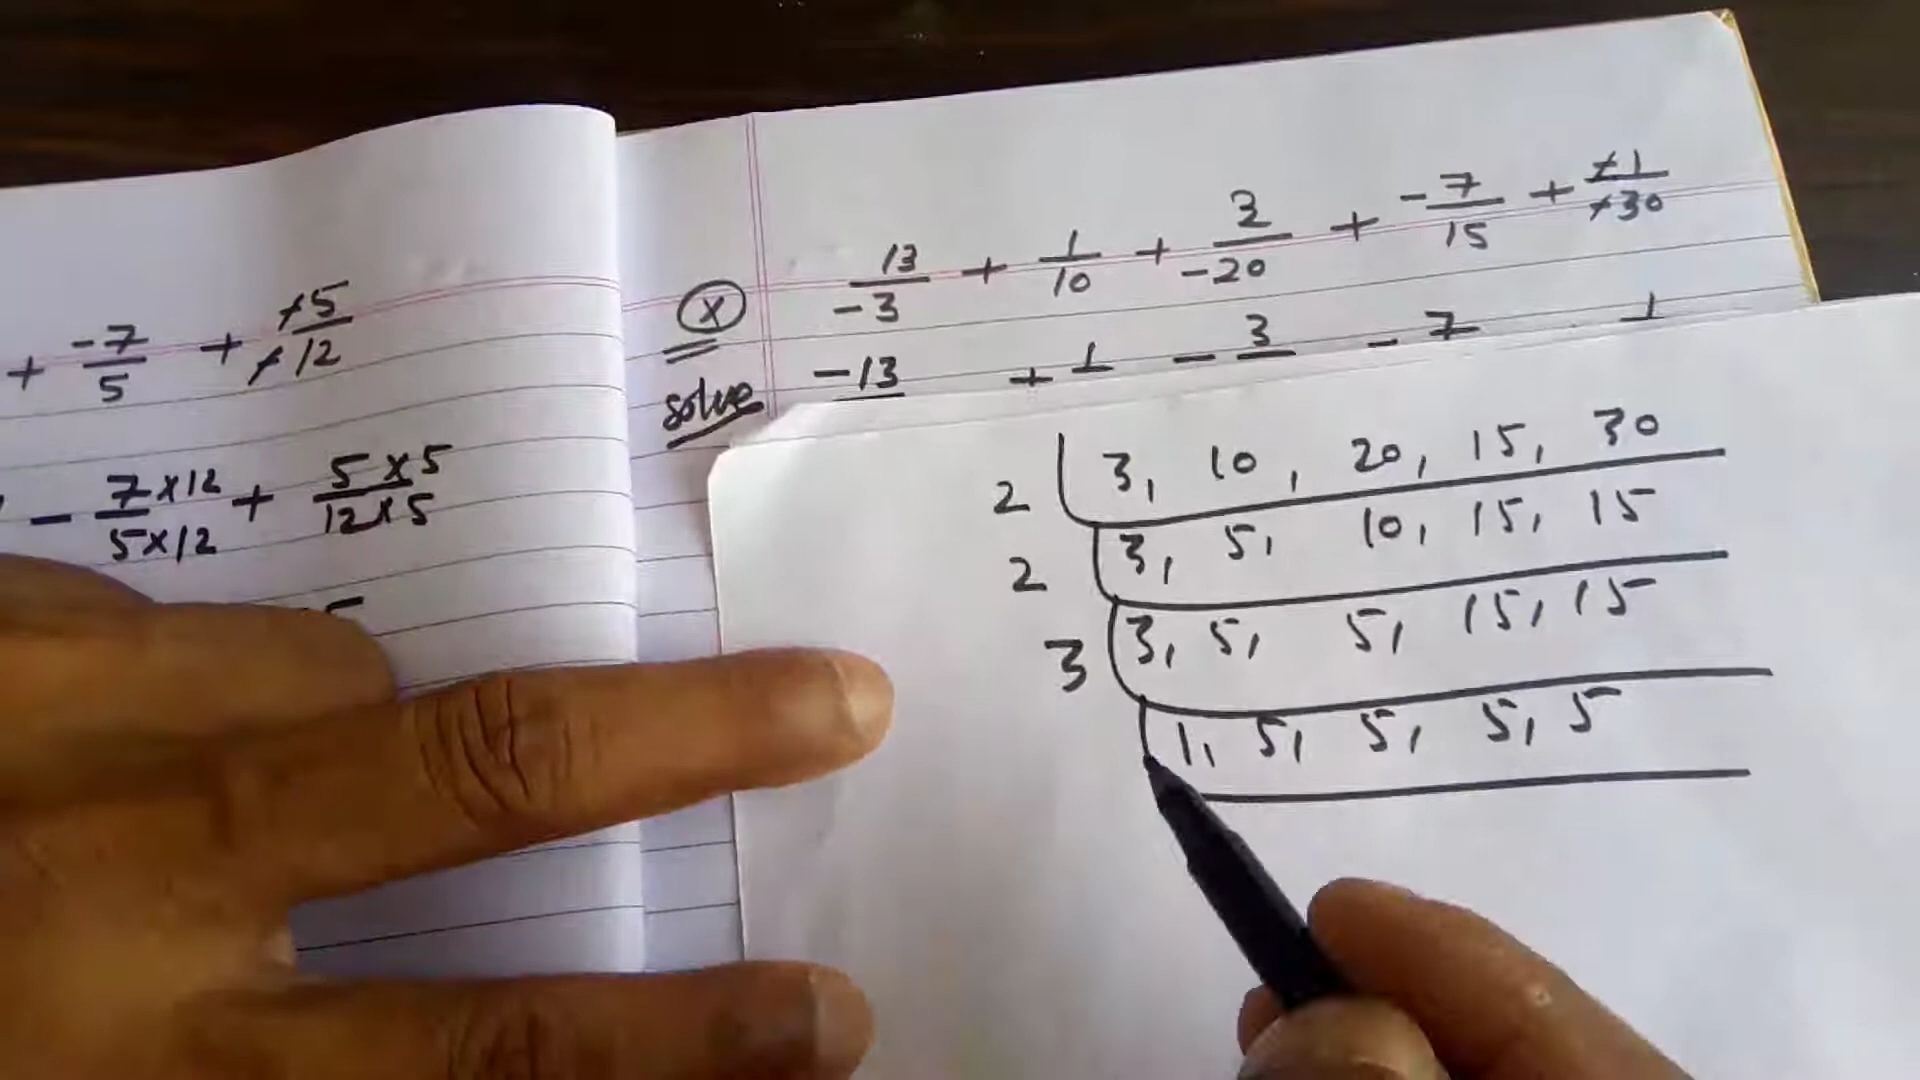 + -7/5 + -5/-12
- 7×12/5×12 + 5×5/12×5
5
(x) 13/-3 + 1/10 + 3/-20 + -7/15 + -1/-30
solve -13 + 1 - 3 - 7 1
2 | 3, 10, 20, 15, 30
2 | 3, 5, 10, 15, 15
3 | 3, 5, 5, 15, 15
1, 5, 5, 5, 5